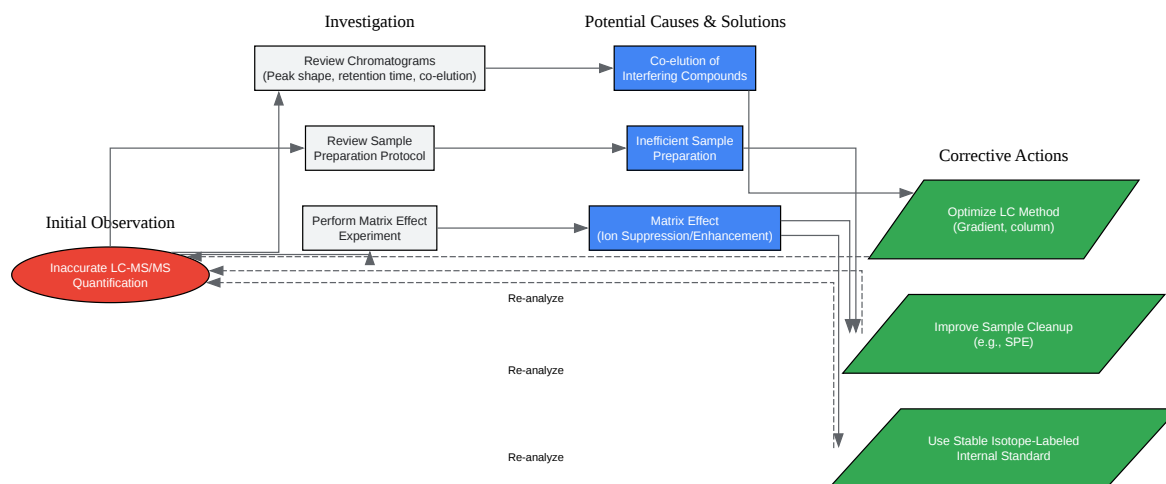 Investigation
Potential Causes & Solutions
Review Chromatograms
(Peak shape, retention time, co-elution)
Co-elution of
Interfering Compounds
Review Sample
Preparation Protocol
Inefficient Sample
Preparation
Corrective Actions
Initial Observation
Perform Matrix Effect
Experiment
Matrix Effect
(Ion Suppression/Enhancement)
Optimize LC Method
(Gradient, column)
Inaccurate LC-MS/MS
Quantification
Re-analyze
Improve Sample Cleanup
(e.g., SPE)
Re-analyze
Use Stable Isotope-Labeled
Internal Standard
Re-analyze